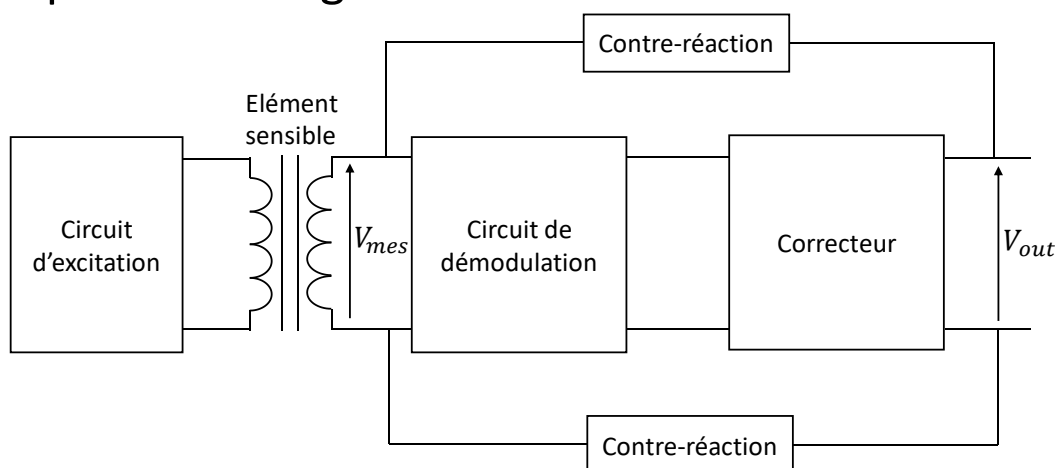 Contre-réaction
Elément
sensible
Circuit
d'excitation
V_mes
Circuit de
démodulation
Correcteur
V_out
Contre-réaction